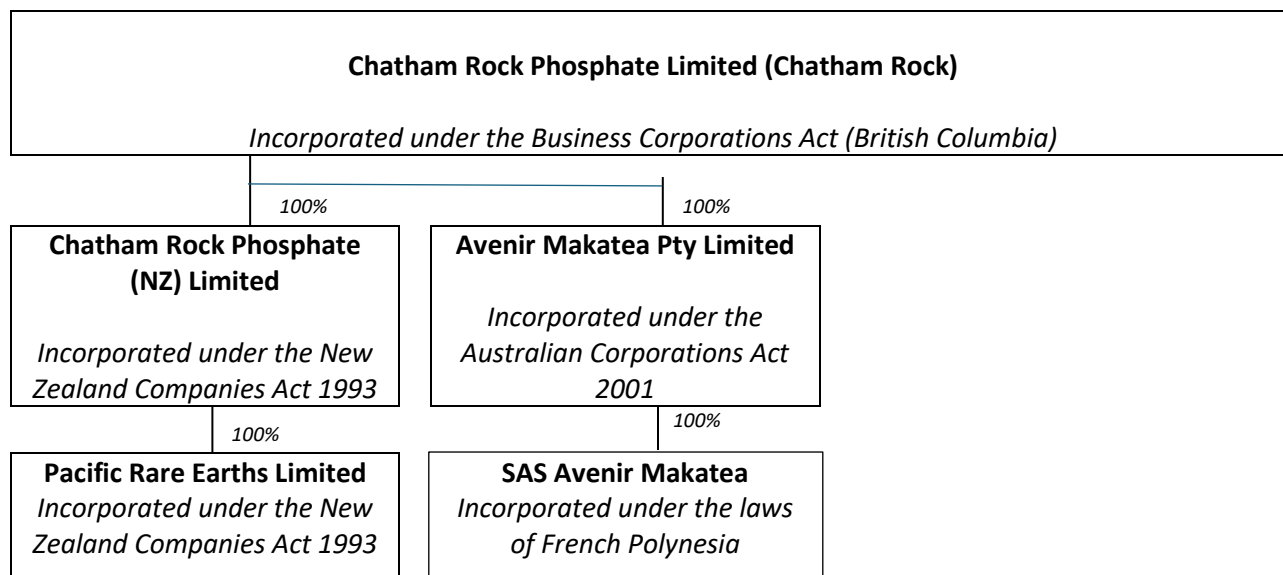 Chatham Rock Phosphate Limited (Chatham Rock)
Incorporated under the Business Corporations Act (British Columbia)
100%
100%
Chatham Rock Phosphate
(NZ) Limited
Incorporated under the New
Zealand Companies Act 1993
Avenir Makatea Pty Limited
Incorporated under the
Australian Corporations Act
2001
100%
100%
Pacific Rare Earths Limited
Incorporated under the New
Zealand Companies Act 1993
SAS Avenir Makatea
Incorporated under the laws
of French Polynesia